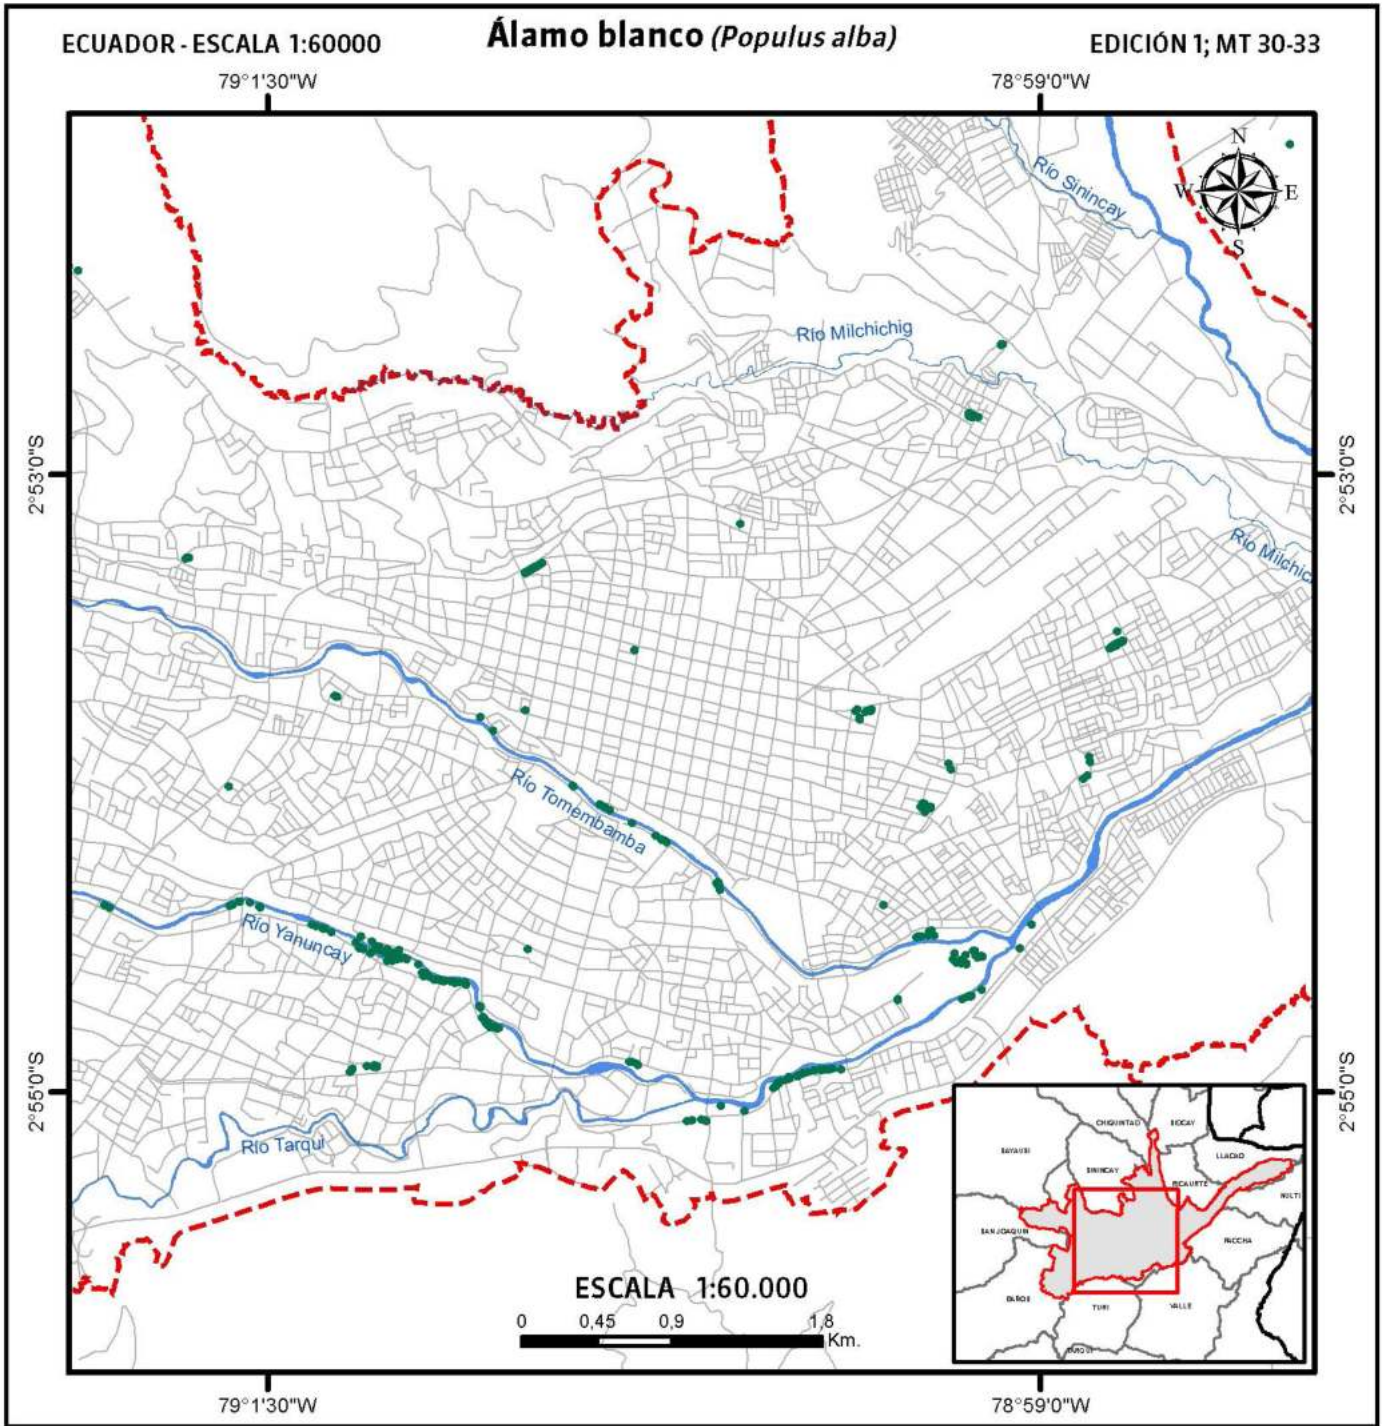 Álamo blanco (Populus alba)
ECUADOR - ESCALA 1:60000
EDICIÓN 1; MT 30-33
79°1'30"W
78°59'0"W
N
W
E
S
Río Sinincay
Río Milchichig
2°53'0"S
2°53'0"S
Río Milchic
Río Tomembamba
Río Yanuncay
2°55'0"S
2°55'0"S
Río Tarqui
CHIQUINTAD
SAYAUSI
LLACAO
SININCAY
RICAURTE
NULTI
SAN JOAQUIN
PACCHA
BAÑOS
TURI
VALLE
TARQUI
ESCALA 1:60.000
0 0,45 0,9 1,8
Km.
79°1'30"W
78°59'0"W